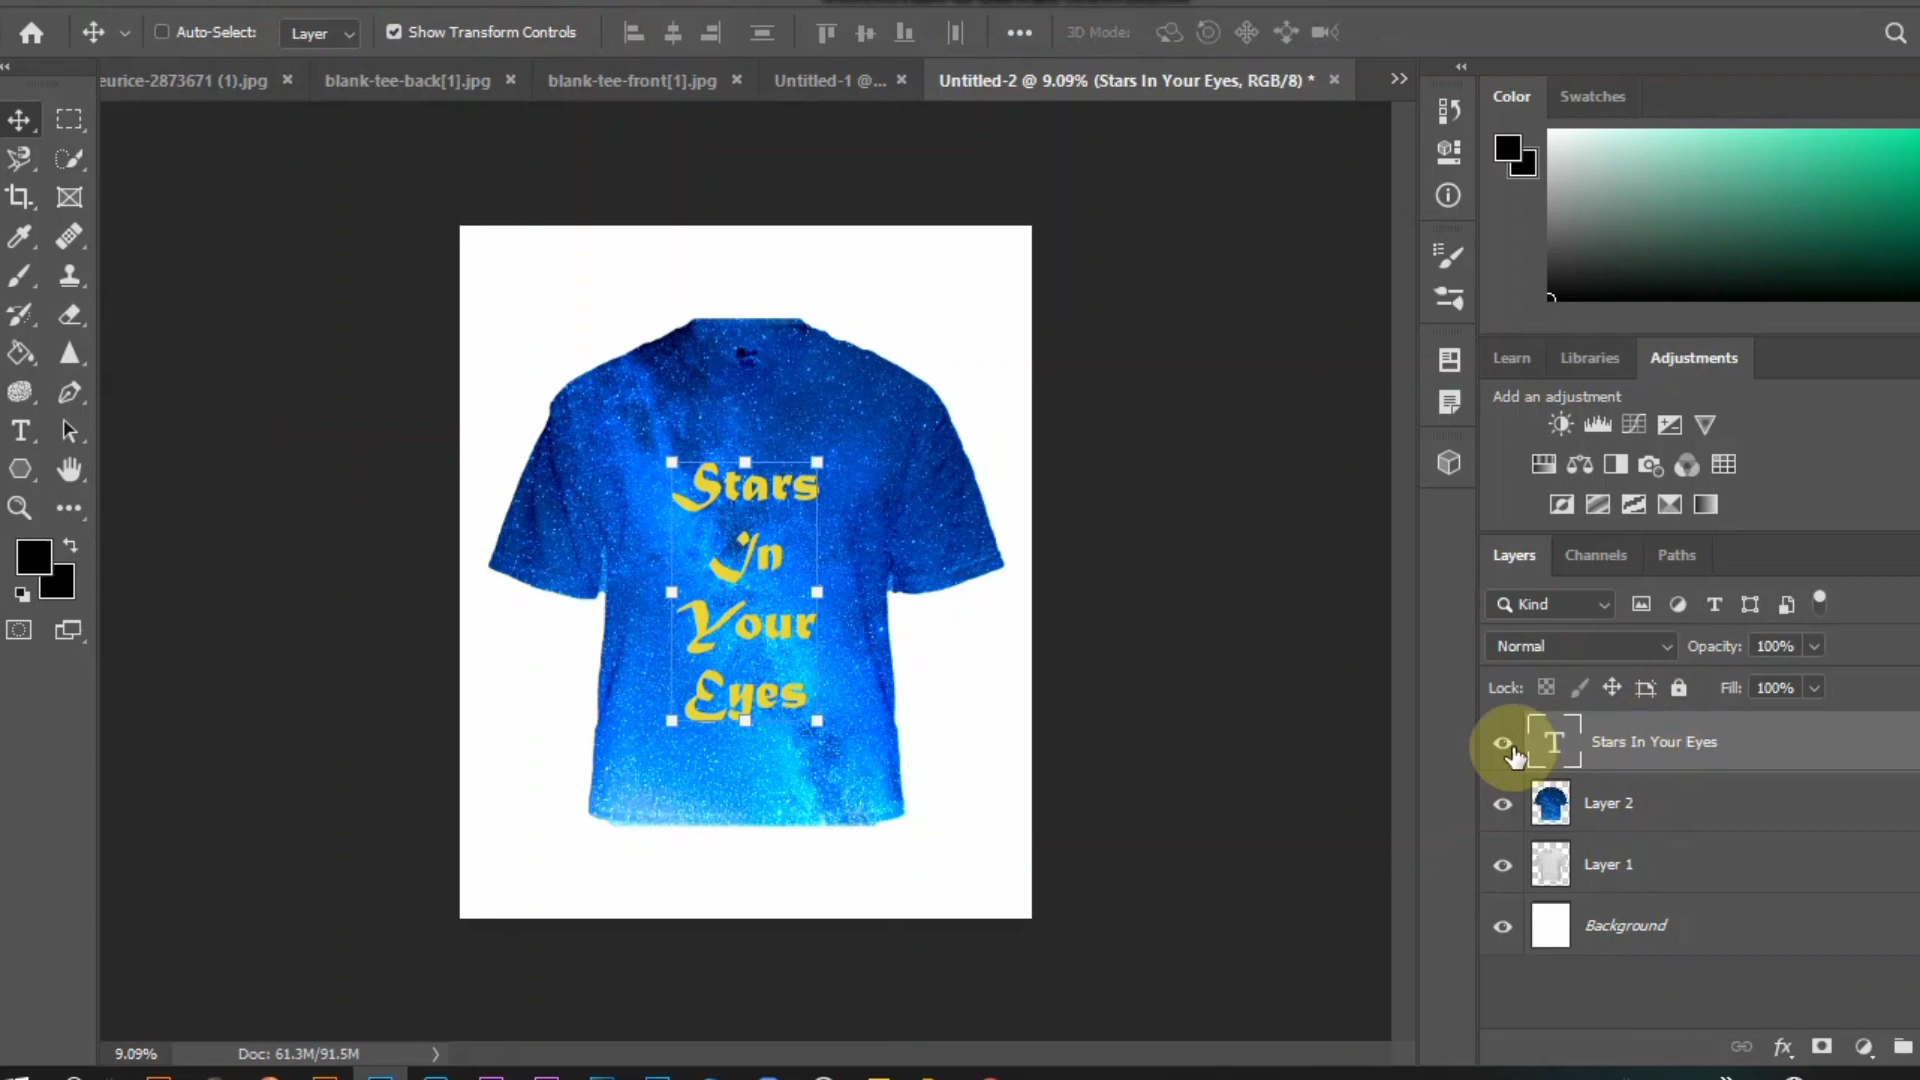 Auto-Select:
Layer
Show Transform Controls
3D Mode:
eurice-2873671 (1).jpg
blank-tee-back[1].jpg
blank-tee-front[1].jpg
Untitled-1 @...
Untitled-2 @ 9.09% (Stars In Your Eyes, RGB/8) *
Color
Swatches
Learn
Libraries
Adjustments
Add an adjustment
Stars
In
Your
Eyes
Layers
Channels
Paths
Kind
Normal
Opacity: 100%
Lock:
Fill: 100%
Stars In Your Eyes
Layer 2
Layer 1
Background
9.09%
Doc: 61.3M/91.5M